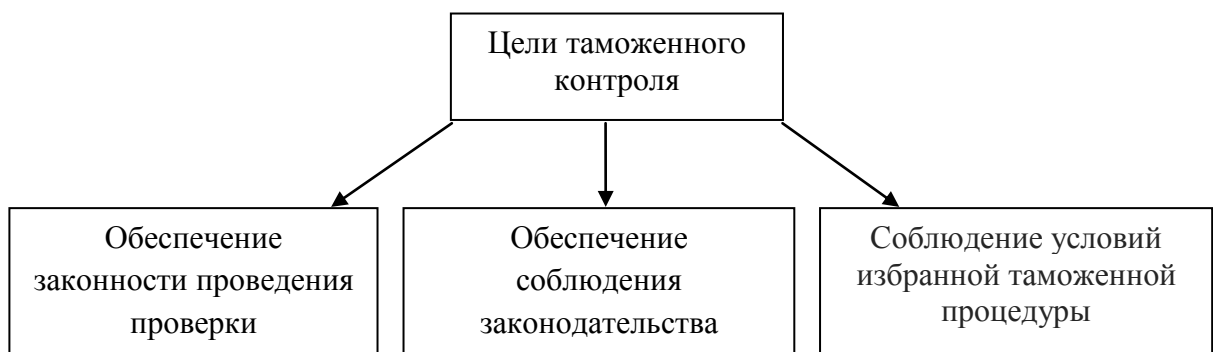 Цели таможенного
контроля
Обеспечение
законности проведения
проверки
Обеспечение
соблюдения
законодательства
Соблюдение условий
избранной таможенной
процедуры